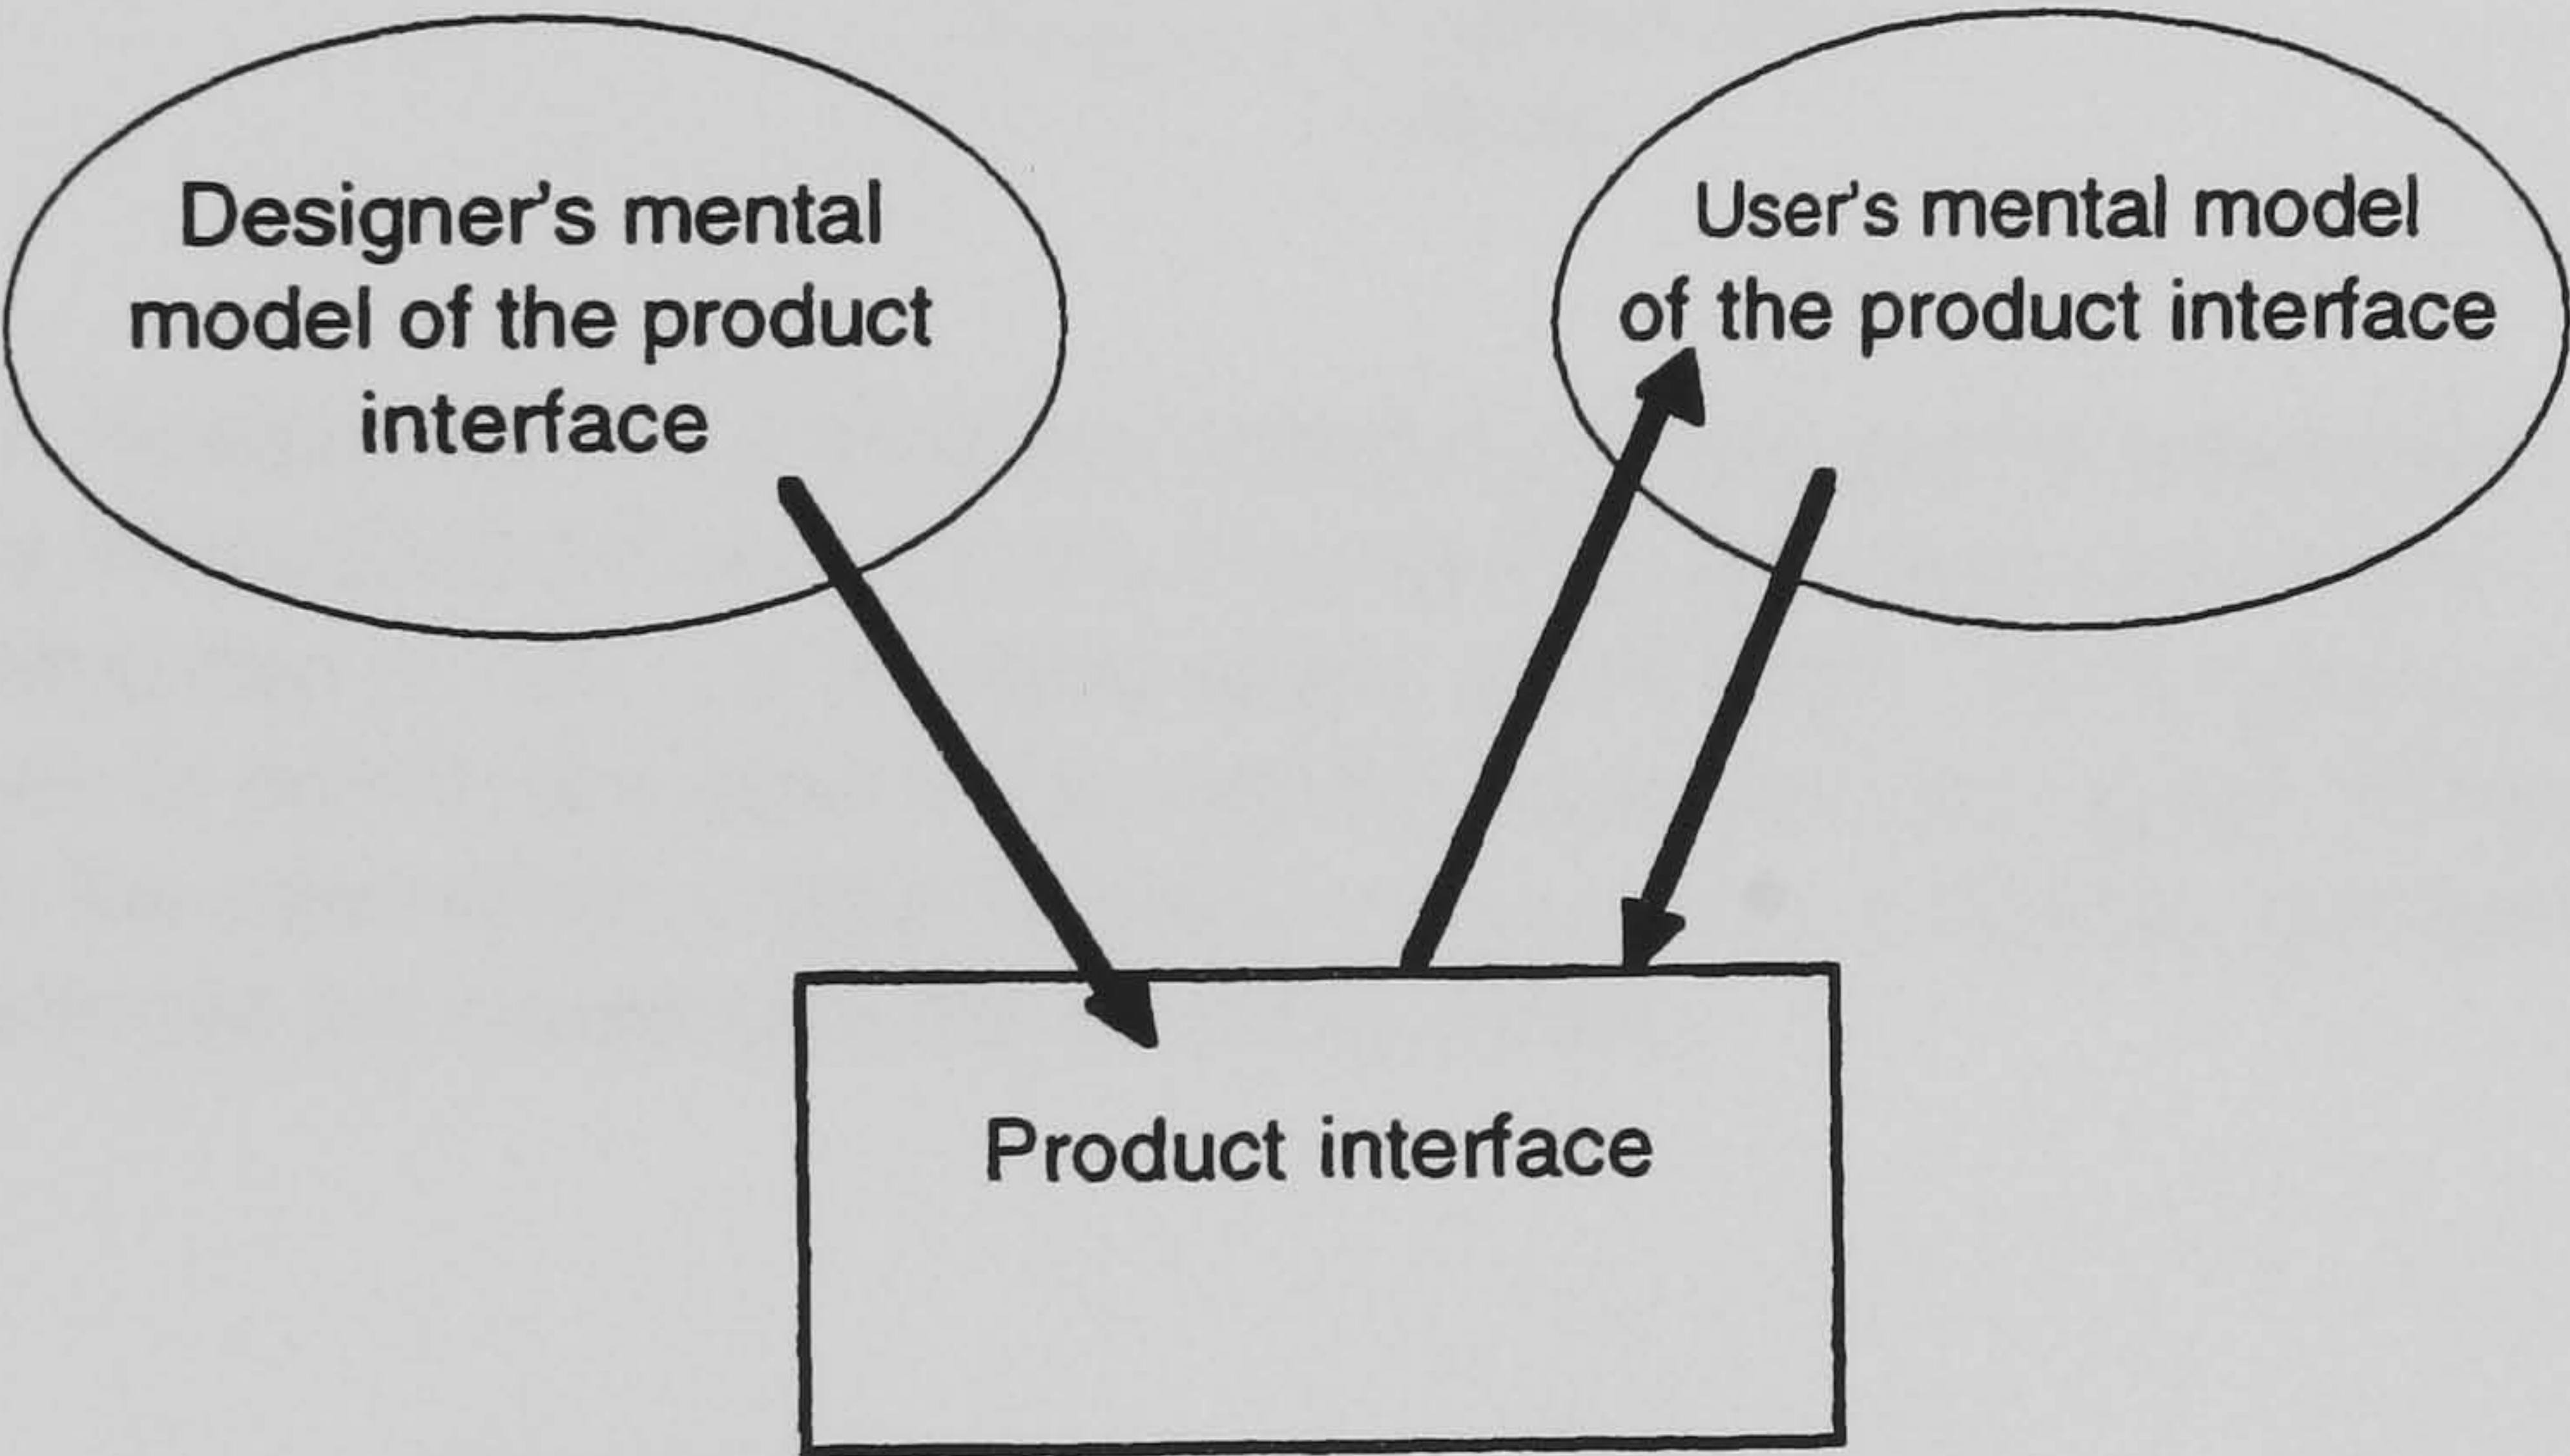 Designer's mental
model of the product
interface
User's mental model
of the product interface
Product interface